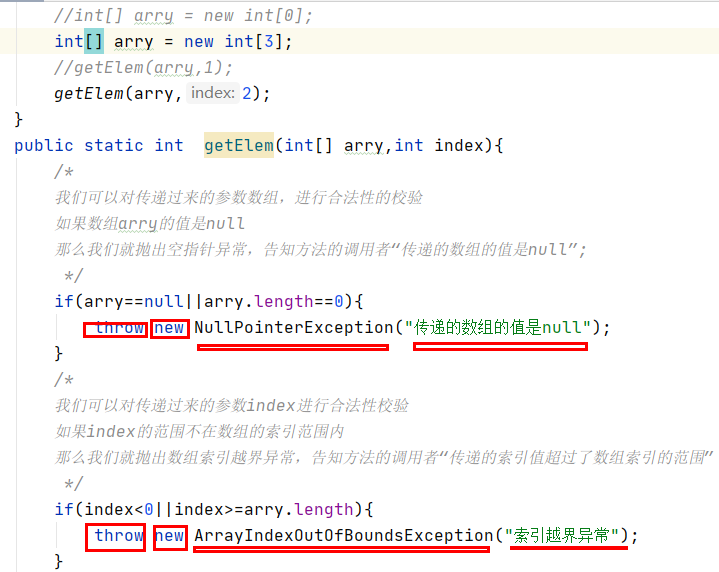 //int[] arry = new int[0];
int[] arry = new int[3];
//getElem(arry,1);
getElem(arry, index: 2);
}
public static int getElem(int[] arry,int index){
/*
我们可以对传递过来的参数数组，进行合法性的校验
如果数组arry的值是null
那么我们就抛出空指针异常，告知方法的调用者“传递的数组的值是null”;
*/
if(arry==null||arry.length==0){
throw new NullPointerException("传递的数组的值是null");
}
/*
我们可以对传递过来的参数index进行合法性校验
如果index的范围不在数组的索引范围内
那么我们就抛出数组索引越界异常，告知方法的调用者“传递的索引值超过了数组索引的范围”
*/
if(index<0||index>=arry.length){
throw new ArrayIndexOutOfBoundsException("索引越界异常");
}